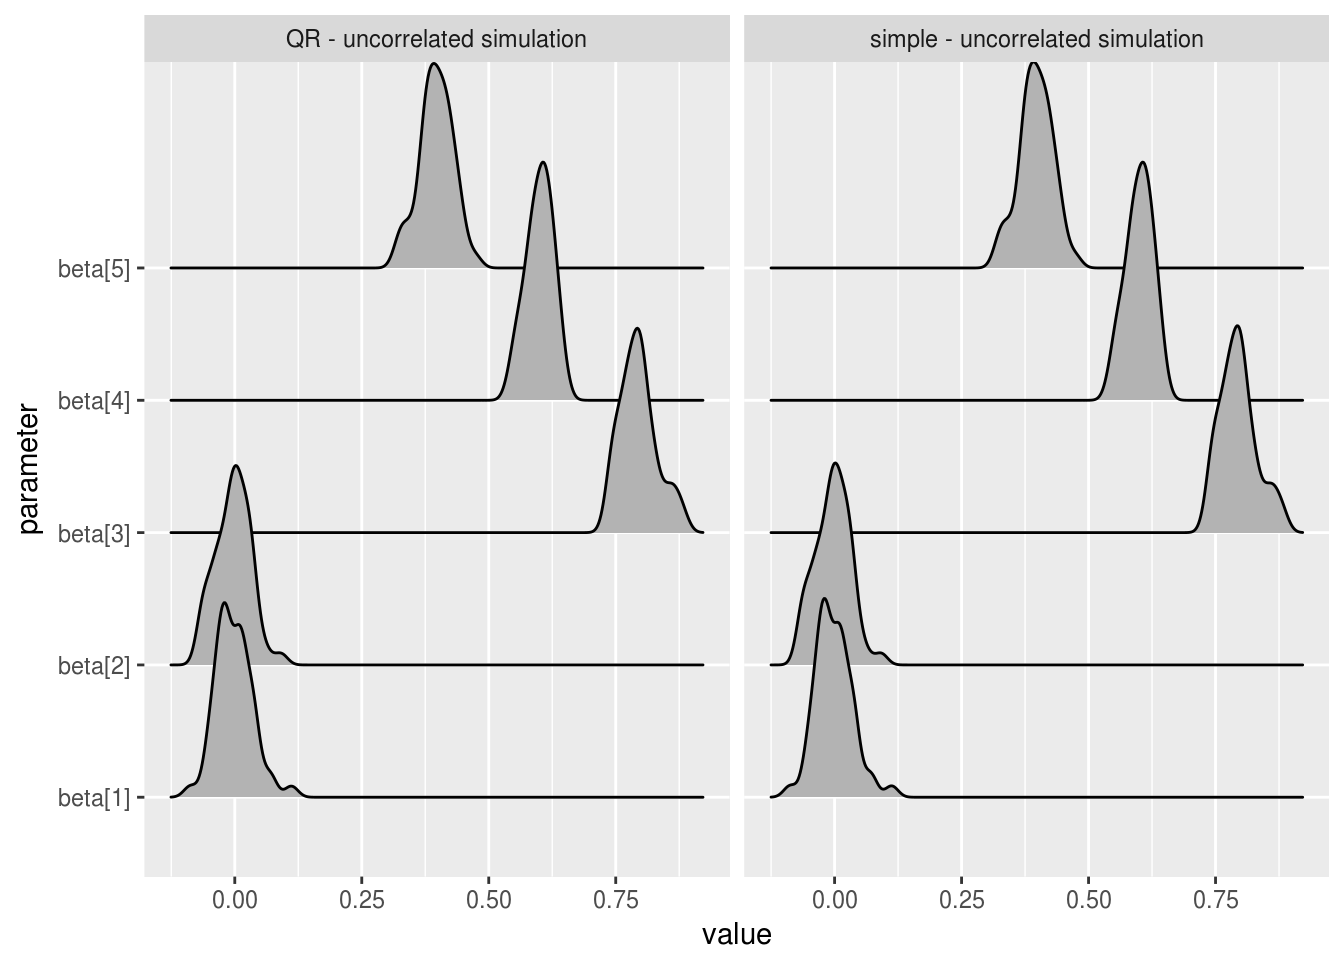 QR - uncorrelated simulation
simple - uncorrelated simulation
parameter
beta[5]
beta[4]
beta[3]
beta[2]
beta[1]
0.00 0.25 0.50 0.75
0.00 0.25 0.50 0.75
value